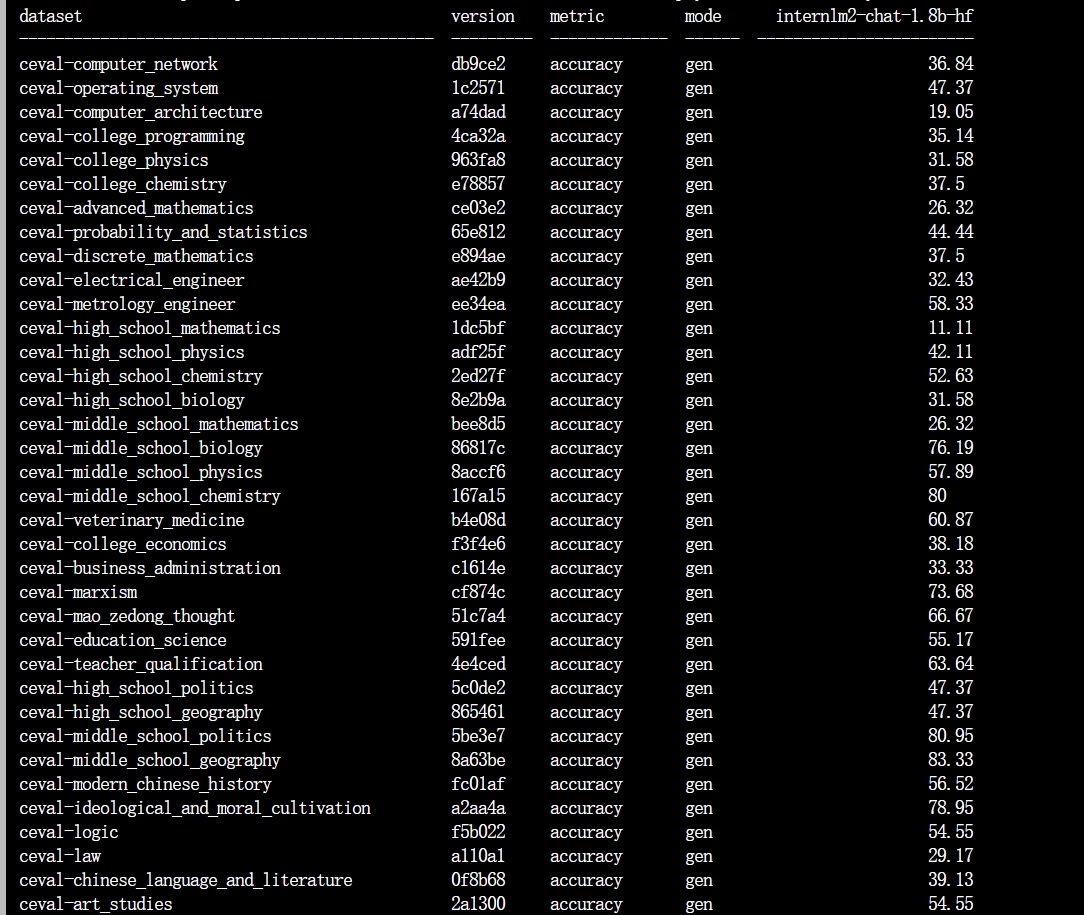 dataset version metric mode internlm2-chat-1.8b-hf
---------------------------------------------- --------- ------------- ------ ------------------------
ceval-computer_network db9ce2 accuracy gen 36.84
ceval-operating_system 1c2571 accuracy gen 47.37
ceval-computer_architecture a74dad accuracy gen 19.05
ceval-college_programming 4ca32a accuracy gen 35.14
ceval-college_physics 963fa8 accuracy gen 31.58
ceval-college_chemistry e78857 accuracy gen 37.5
ceval-advanced_mathematics ce03e2 accuracy gen 26.32
ceval-probability_and_statistics 65e812 accuracy gen 44.44
ceval-discrete_mathematics e894ae accuracy gen 37.5
ceval-electrical_engineer ae42b9 accuracy gen 32.43
ceval-metrology_engineer ee34ea accuracy gen 58.33
ceval-high_school_mathematics 1dc5bf accuracy gen 11.11
ceval-high_school_physics adf25f accuracy gen 42.11
ceval-high_school_chemistry 2ed27f accuracy gen 52.63
ceval-high_school_biology 8e2b9a accuracy gen 31.58
ceval-middle_school_mathematics bee8d5 accuracy gen 26.32
ceval-middle_school_biology 86817c accuracy gen 76.19
ceval-middle_school_physics 8accf6 accuracy gen 57.89
ceval-middle_school_chemistry 167a15 accuracy gen 80
ceval-veterinary_medicine b4e08d accuracy gen 60.87
ceval-college_economics f3f4e6 accuracy gen 38.18
ceval-business_administration c1614e accuracy gen 33.33
ceval-marxism cf874c accuracy gen 73.68
ceval-mao_zedong_thought 51c7a4 accuracy gen 66.67
ceval-education_science 591fee accuracy gen 55.17
ceval-teacher_qualification 4e4ced accuracy gen 63.64
ceval-high_school_politics 5c0de2 accuracy gen 47.37
ceval-high_school_geography 865461 accuracy gen 47.37
ceval-middle_school_politics 5be3e7 accuracy gen 80.95
ceval-middle_school_geography 8a63be accuracy gen 83.33
ceval-modern_chinese_history fc01af accuracy gen 56.52
ceval-ideological_and_moral_cultivation a2aa4a accuracy gen 78.95
ceval-logic f5b022 accuracy gen 54.55
ceval-law a110a1 accuracy gen 29.17
ceval-chinese_language_and_literature 0f8b68 accuracy gen 39.13
ceval-art_studies 2a1300 accuracy gen 54.55